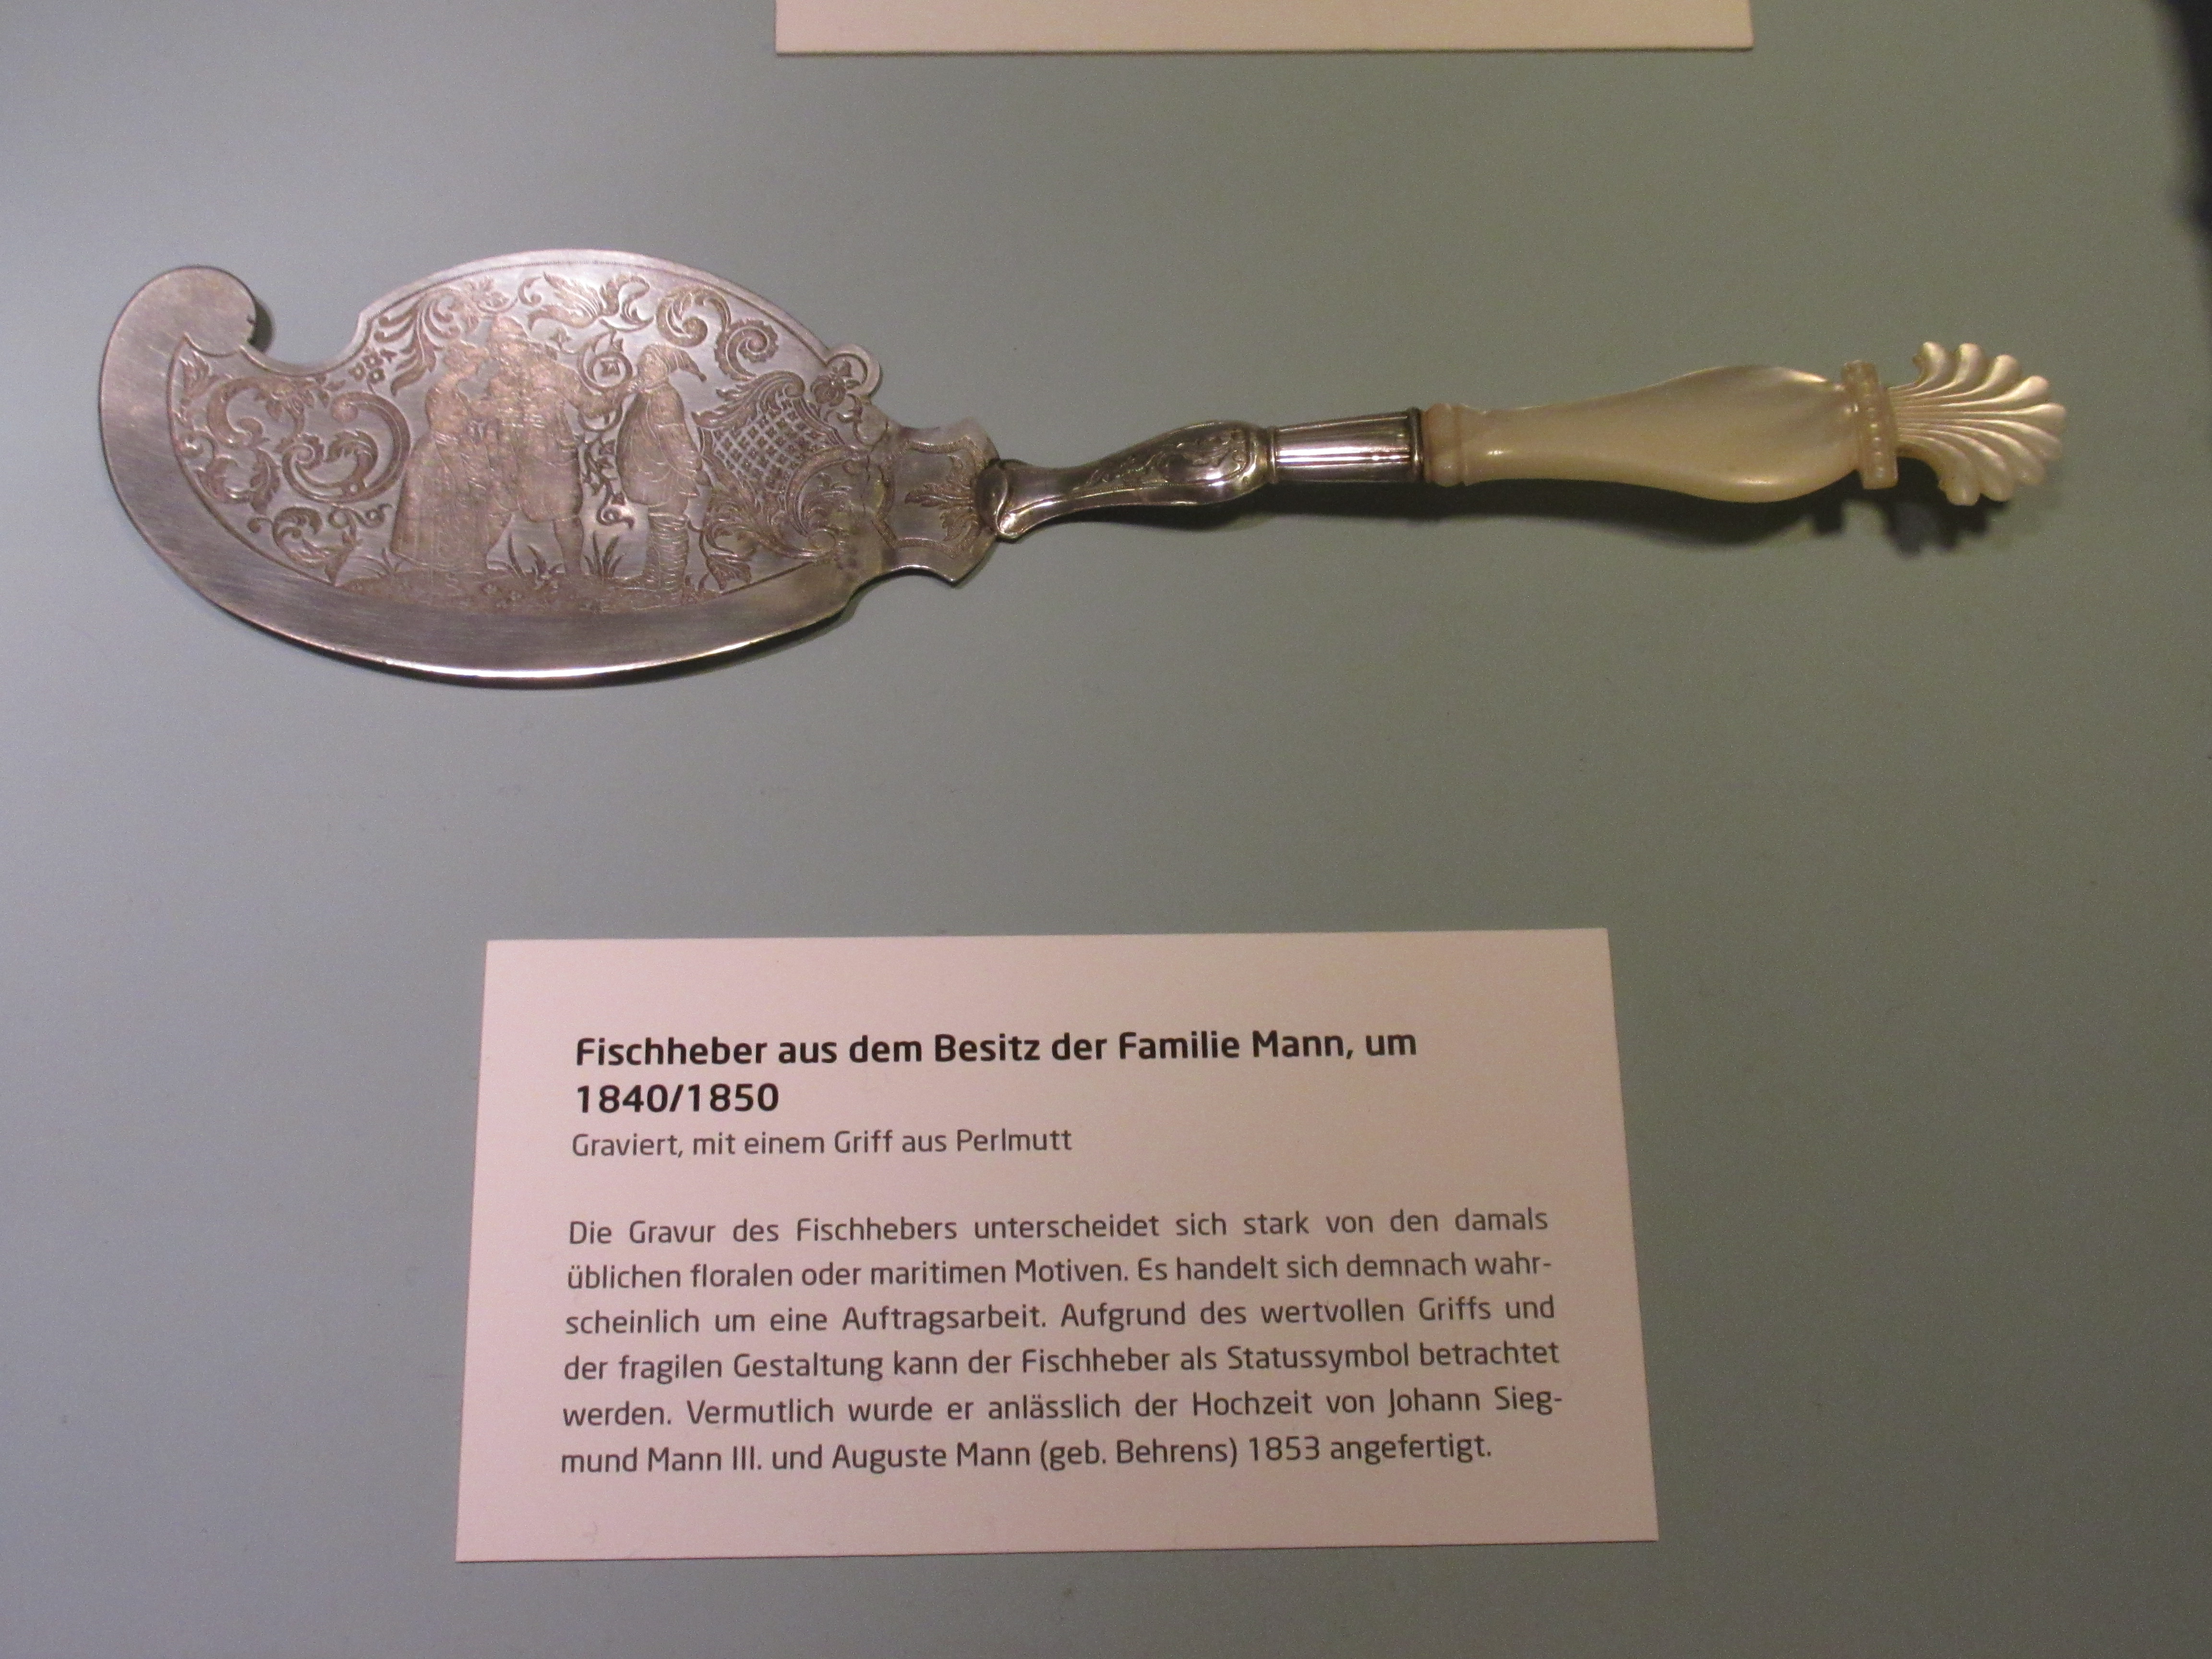 Fischheber aus dem Besitz der Familie Mann, um
1840/1850
Graviert, mit einem Griff aus Perlmutt
Die Gravur des Fischhebers unterscheidet sich stark von den damals
üblichen floralen oder maritimen Motiven. Es handelt sich demnach wahr-
scheinlich um eine Auftragsarbeit. Aufgrund des wertvollen Griffs und
der fragilen Gestaltung kann der Fischheber als Statussymbol betrachtet
werden. Vermutlich wurde er anlässlich der Hochzeit von Johann Sieg-
mund Mann III. und Auguste Mann (geb. Behrens) 1853 angefertigt.